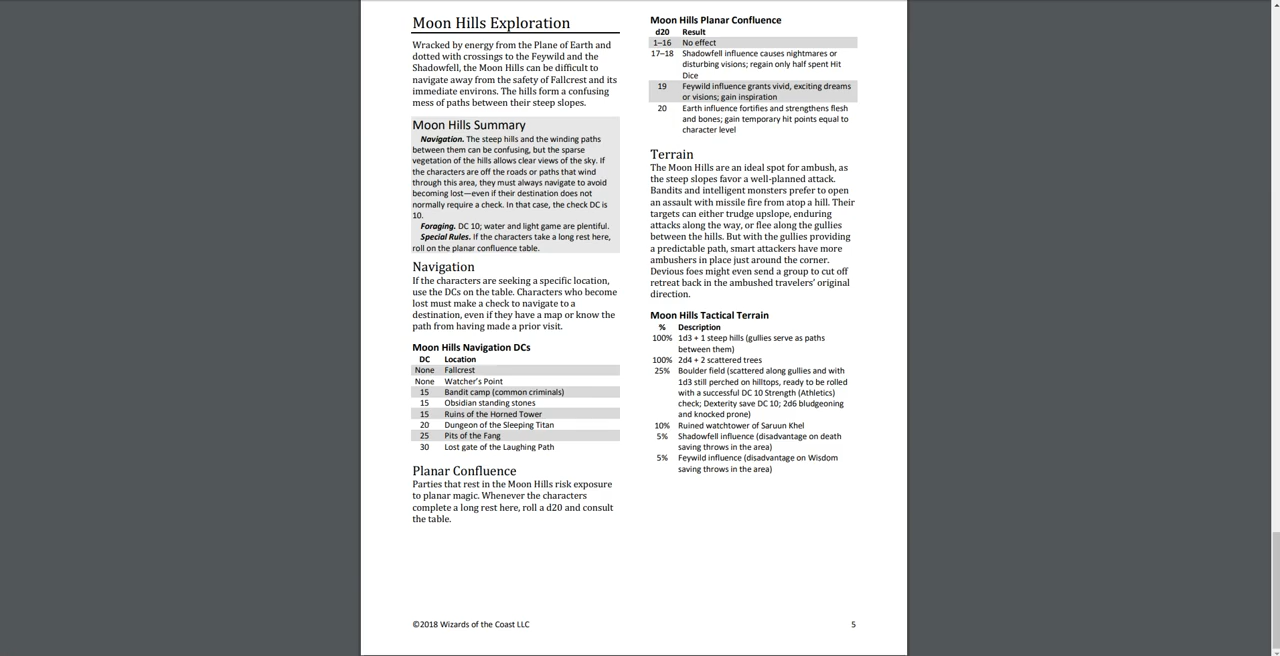 Moon Hills Exploration
Wracked by energy from the Plane of Earth and
dotted with crossings to the Feywild and the
Shadowfell, the Moon Hills can be difficult to
navigate away from the safety of Fallcrest and its
immediate environs. The hills form a confusing
mess of paths between their steep slopes.
Moon Hills Summary
Navigation. The steep hills and the winding paths
between them can be confusing, but the sparse
vegetation of the hills allows clear views of the sky. If
the characters are off the roads or paths that wind
through this area, they must always navigate to avoid
becoming lost—even if their destination does not
normally require a check. In that case, the check DC is
10.
Foraging. DC 10; water and light game are plentiful.
Special Rules. If the characters take a long rest here,
roll on the planar confluence table.
Navigation
If the characters are seeking a specific location,
use the DCs on the table. Characters who become
lost must make a check to navigate to a
destination, even if they have a map or know the
path from having made a prior visit.
Moon Hills Navigation DCs
DC Location
None Fallcrest
None Watcher's Point
15 Bandit camp (common criminals)
15 Obsidian standing stones
15 Ruins of the Horned Tower
20 Dungeon of the Sleeping Titan
25 Pits of the Fang
30 Lost gate of the Laughing Path
Planar Confluence
Parties that rest in the Moon Hills risk exposure
to planar magic. Whenever the characters
complete a long rest here, roll a d20 and consult
the table.
Moon Hills Planar Confluence
d20 Result
1–16 No effect
17–18 Shadowfell influence causes nightmares or
disturbing visions; regain only half spent Hit
Dice
19 Feywild influence grants vivid, exciting dreams
or visions; gain inspiration
20 Earth influence fortifies and strengthens flesh
and bones; gain temporary hit points equal to
character level
Terrain
The Moon Hills are an ideal spot for ambush, as
the steep slopes favor a well-planned attack.
Bandits and intelligent monsters prefer to open
an assault with missile fire from atop a hill. Their
targets can either trudge upslope, enduring
attacks along the way, or flee along the gullies
between the hills. But with the gullies providing
a predictable path, smart attackers have more
ambushers in place just around the corner.
Devious foes might even send a group to cut off
retreat back in the ambushed travelers' original
direction.
Moon Hills Tactical Terrain
% Description
100% 1d3 + 1 steep hills (gullies serve as paths
between them)
100% 2d4 + 2 scattered trees
25% Boulder field (scattered along gullies and with
1d3 still perched on hilltops, ready to be rolled
with a successful DC 10 Strength (Athletics)
check; Dexterity save DC 10; 2d6 bludgeoning
and knocked prone)
10% Ruined watchtower of Saruun Khel
5% Shadowfell influence (disadvantage on death
saving throws in the area)
5% Feywild influence (disadvantage on Wisdom
saving throws in the area)
©2018 Wizards of the Coast LLC
5